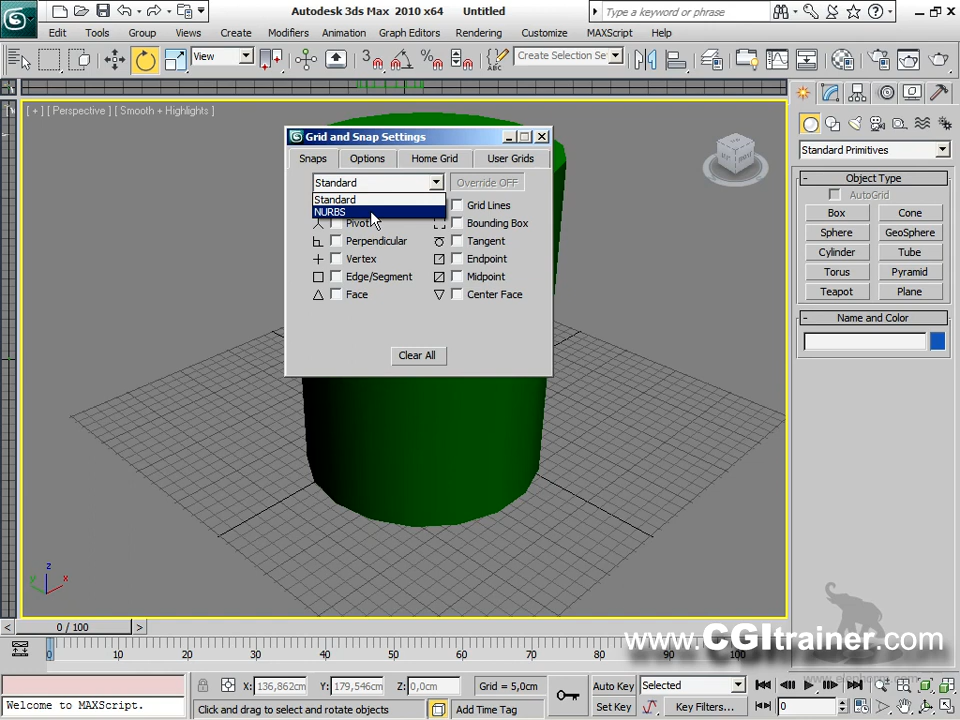 Autodesk 3ds Max 2010 x64 Untitled
Type a keyword or phrase
Edit Tools Group Views Create Modifiers Animation Graph Editors Rendering Customize MAXScript Help
View
3
Create Selection Se
[ + ] [ Perspective ] [ Smooth + Highlights ]
Grid and Snap Settings
Snaps Options Home Grid User Grids
Standard
Override OFF
Standard
NURBS
Grid Lines
Pivot
Bounding Box
Perpendicular
Tangent
Vertex
Endpoint
Edge/Segment
Midpoint
Face
Center Face
Clear All
Standard Primitives
- Object Type
AutoGrid
Box Cone
Sphere GeoSphere
Cylinder Tube
Torus Pyramid
Teapot Plane
- Name and Color
z
y x
< 0 / 100 >
0 10 20 30 40 50 60 70 80 90 100
www.CGItrainer.com
X: 136,862cm Y: 179,546cm Z: 0,0cm Grid = 5,0cm
Auto Key Selected
Welcome to MAXScript.
Click and drag to select and rotate objects
Add Time Tag
Set Key Key Filters...
0